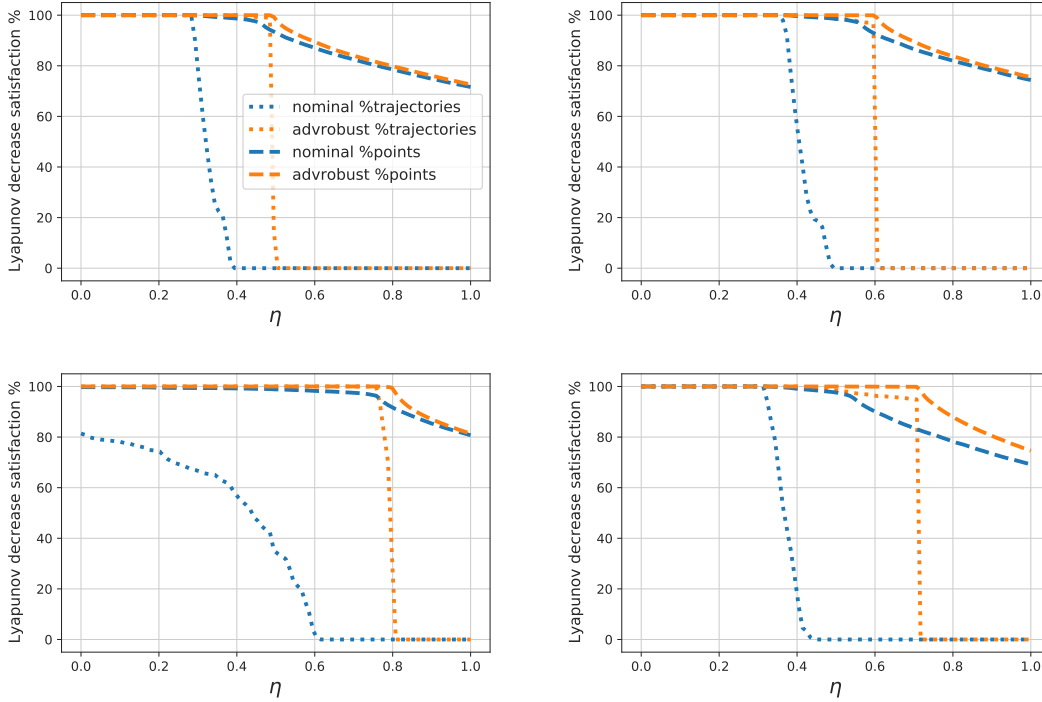 Lyapunov decrease satisfaction %
100
80
60
40
20
0
nominal %trajectories
advrobust %trajectories
nominal %points
advrobust %points
0.0 0.2 0.4 0.6 0.8 1.0
η
Lyapunov decrease satisfaction %
100
80
60
40
20
0
0.0 0.2 0.4 0.6 0.8 1.0
η
Lyapunov decrease satisfaction %
100
80
60
40
20
0
0.0 0.2 0.4 0.6 0.8 1.0
η
Lyapunov decrease satisfaction %
100
80
60
40
20
0
0.0 0.2 0.4 0.6 0.8 1.0
η